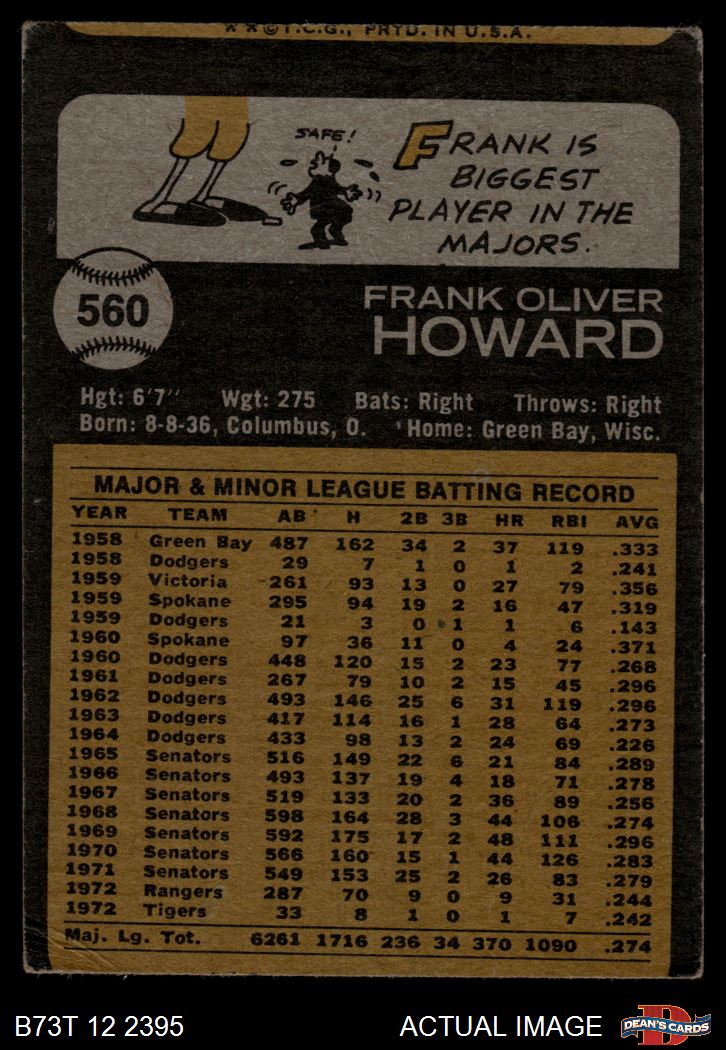 * * © T.C.G., PRTD. IN U.S.A.
SAFE!
FRANK IS
BIGGEST
PLAYER IN THE
MAJORS.
560
FRANK OLIVER
HOWARD
Hgt: 6'7" Wgt: 275 Bats: Right Throws: Right
Born: 8-8-36, Columbus, O. Home: Green Bay, Wisc.
MAJOR & MINOR LEAGUE BATTING RECORD
YEAR TEAM AB H 2B 3B HR RBI AVG
1958 Green Bay 487 162 34 2 37 119 .333
1958 Dodgers 29 7 1 0 1 2 .241
1959 Victoria 261 93 13 0 27 79 .356
1959 Spokane 295 94 19 2 16 47 .319
1959 Dodgers 21 3 0 1 1 6 .143
1960 Spokane 97 36 11 0 4 24 .371
1960 Dodgers 448 120 15 2 23 77 .268
1961 Dodgers 267 79 10 2 15 45 .296
1962 Dodgers 493 146 25 6 31 119 .296
1963 Dodgers 417 114 16 1 28 64 .273
1964 Dodgers 433 98 13 2 24 69 .226
1965 Senators 516 149 22 6 21 84 .289
1966 Senators 493 137 19 4 18 71 .278
1967 Senators 519 133 20 2 36 89 .256
1968 Senators 598 164 28 3 44 106 .274
1969 Senators 592 175 17 2 48 111 .296
1970 Senators 566 160 15 1 44 126 .283
1971 Senators 549 153 25 2 26 83 .279
1972 Rangers 287 70 9 0 9 31 .244
1972 Tigers 33 8 1 0 1 7 .242
Maj. Lg. Tot. 6261 1716 236 34 370 1090 .274
B73T 12 2395 ACTUAL IMAGE
D
DEAN'S CARDS